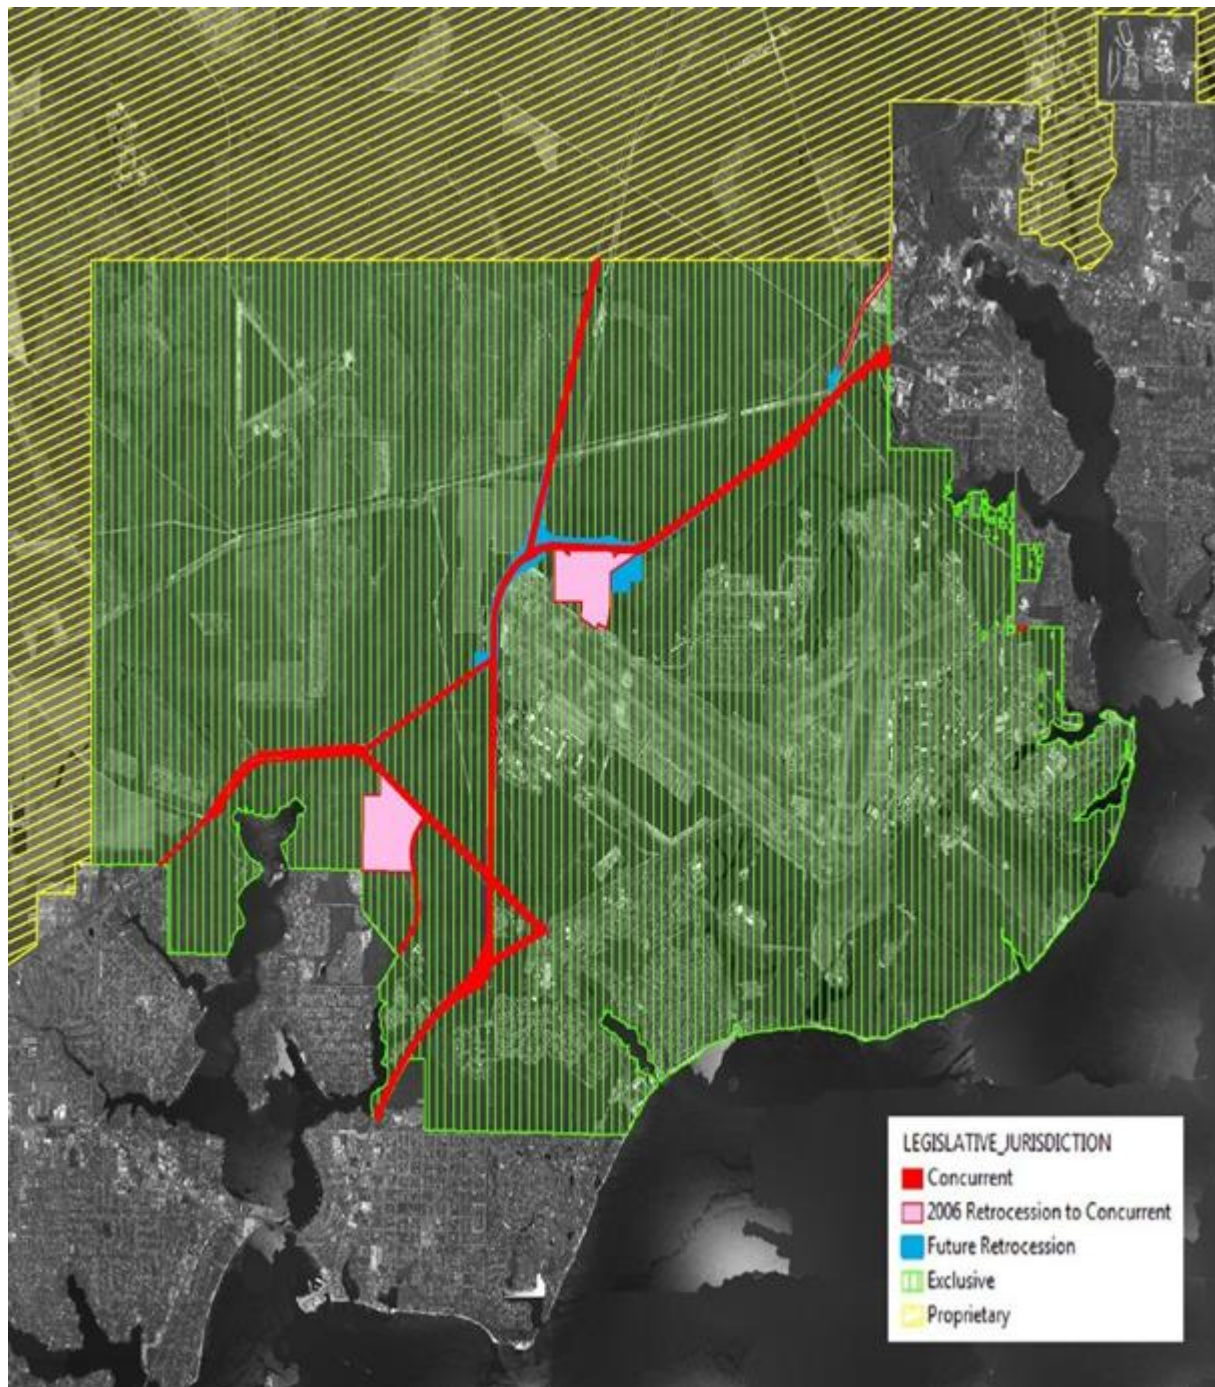 LEGISLATIVE_JURISDICTION
Concurrent
2006 Retrocession to Concurrent
Future Retrocession
Exclusive
Proprietary